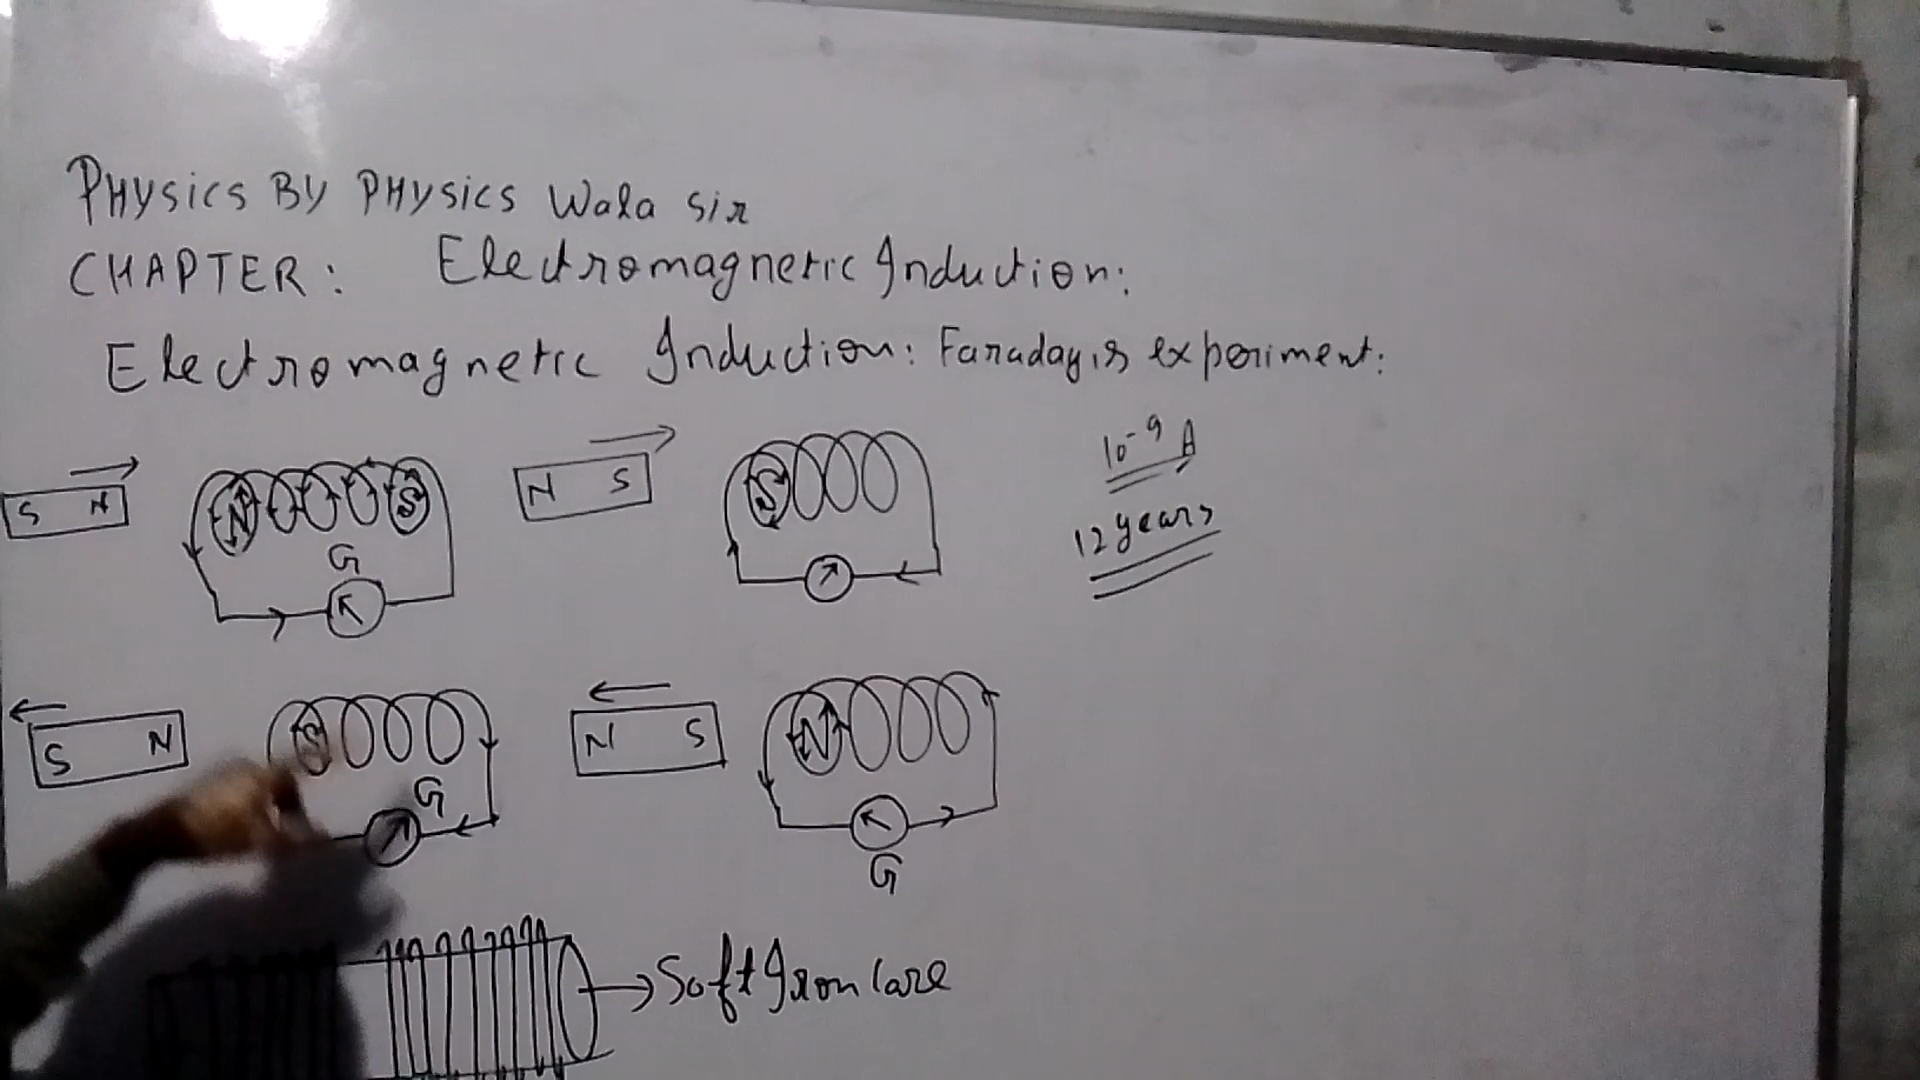 PHYSICS BY PHYSICS Wala Sir
CHAPTER: Electromagnetic Induction:
Electromagnetic Induction: Faraday's experiment:
S N
N
S
G
N S
S
10⁻⁹ A
12 years
S N
S
G
N S
N
G
Soft Iron Core